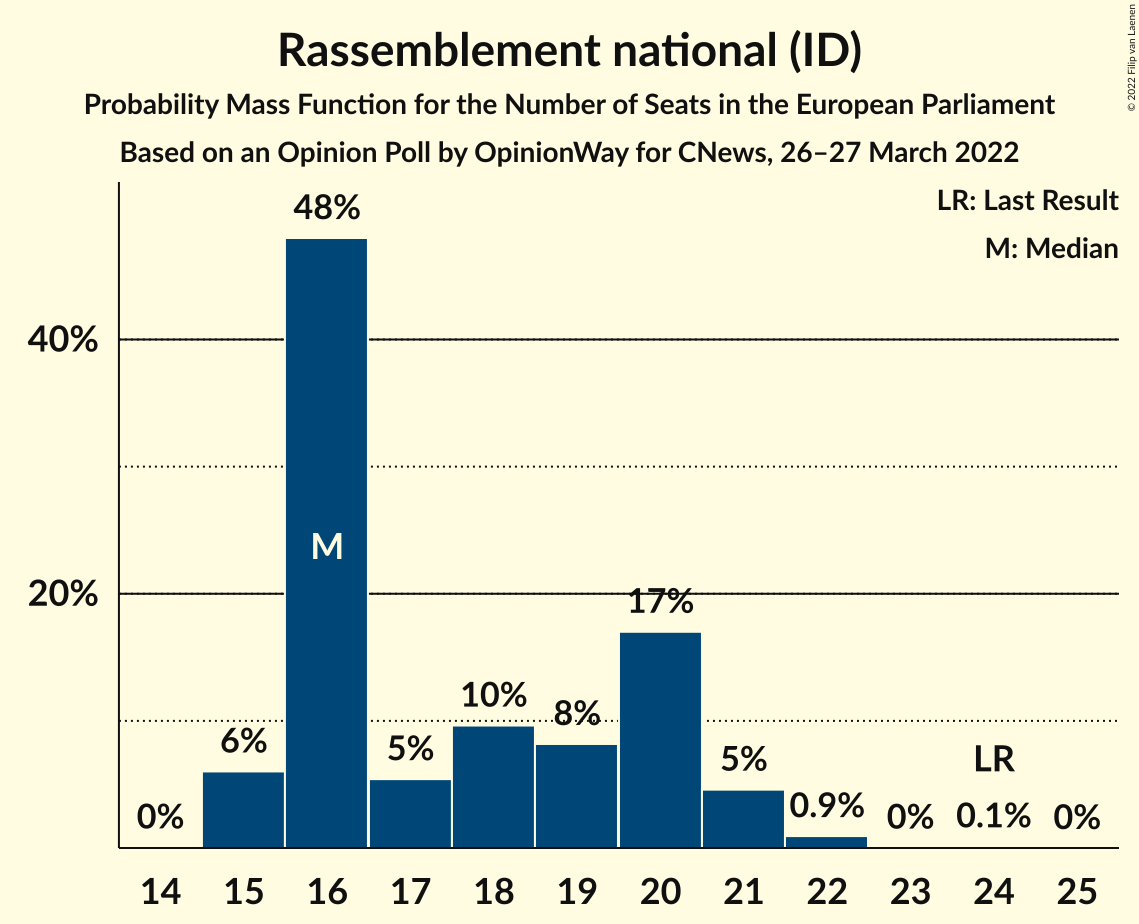 Rassemblement national (ID)
Probability Mass Function for the Number of Seats in the European Parliament
Based on an Opinion Poll by OpinionWay for CNews, 26–27 March 2022
© 2022 Filip van Laenen
LR: Last Result
M: Median
40%
20%
48%
M
0%
6%
5%
10%
8%
17%
5%
0.9%
0%
LR
0.1%
0%
14 15 16 17 18 19 20 21 22 23 24 25